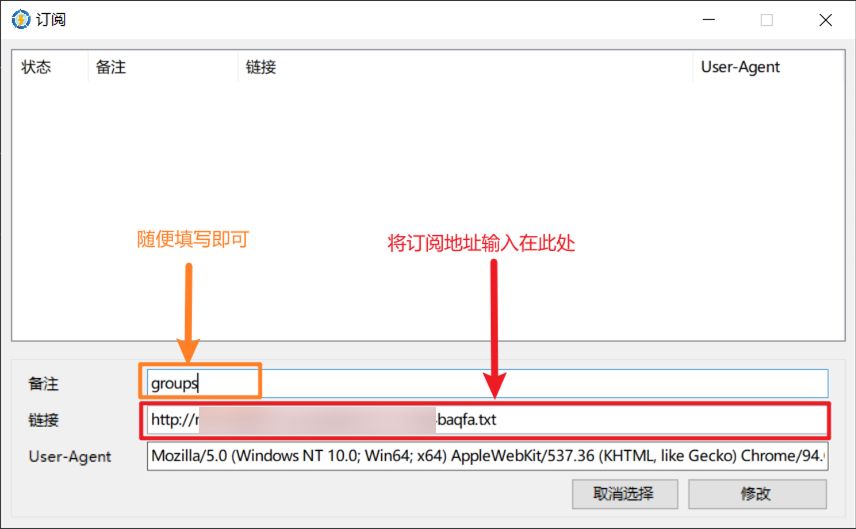 订阅
状态 备注 链接 User-Agent
随便填写即可
将订阅地址输入在此处
备注 groups
链接 http:// baqfa.txt
User-Agent Mozilla/5.0 (Windows NT 10.0; Win64; x64) AppleWebKit/537.36 (KHTML, like Gecko) Chrome/94.
取消选择 修改